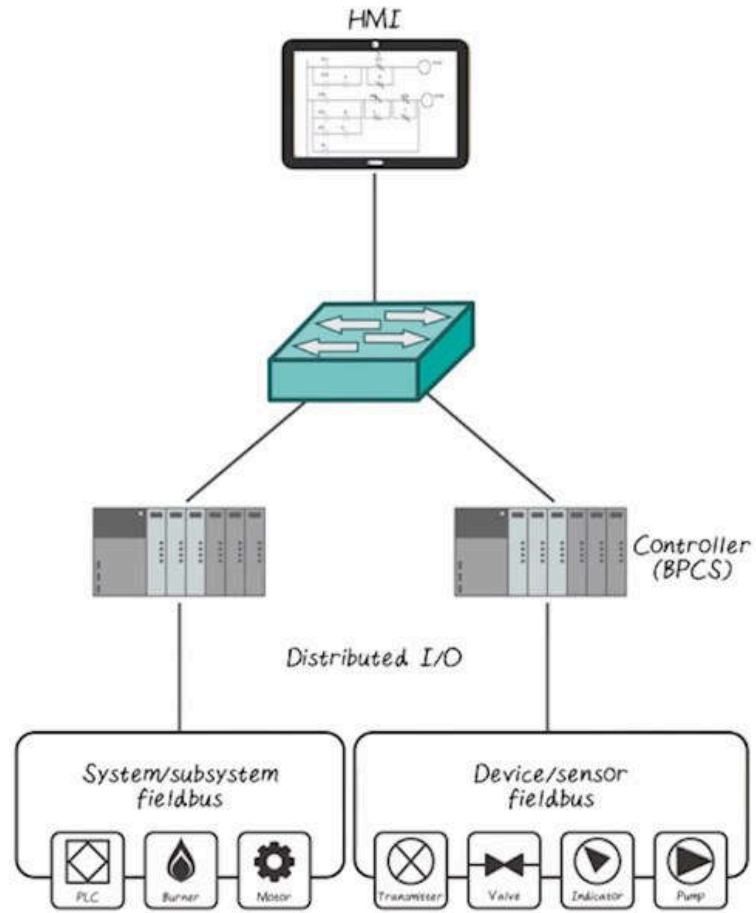 HMI
Controller
(BPCS)
Distributed I/O
System/subsystem
fieldbus
Device/sensor
fieldbus
PLC
Burner
Motor
Transmitter
Valve
Indicator
Pump